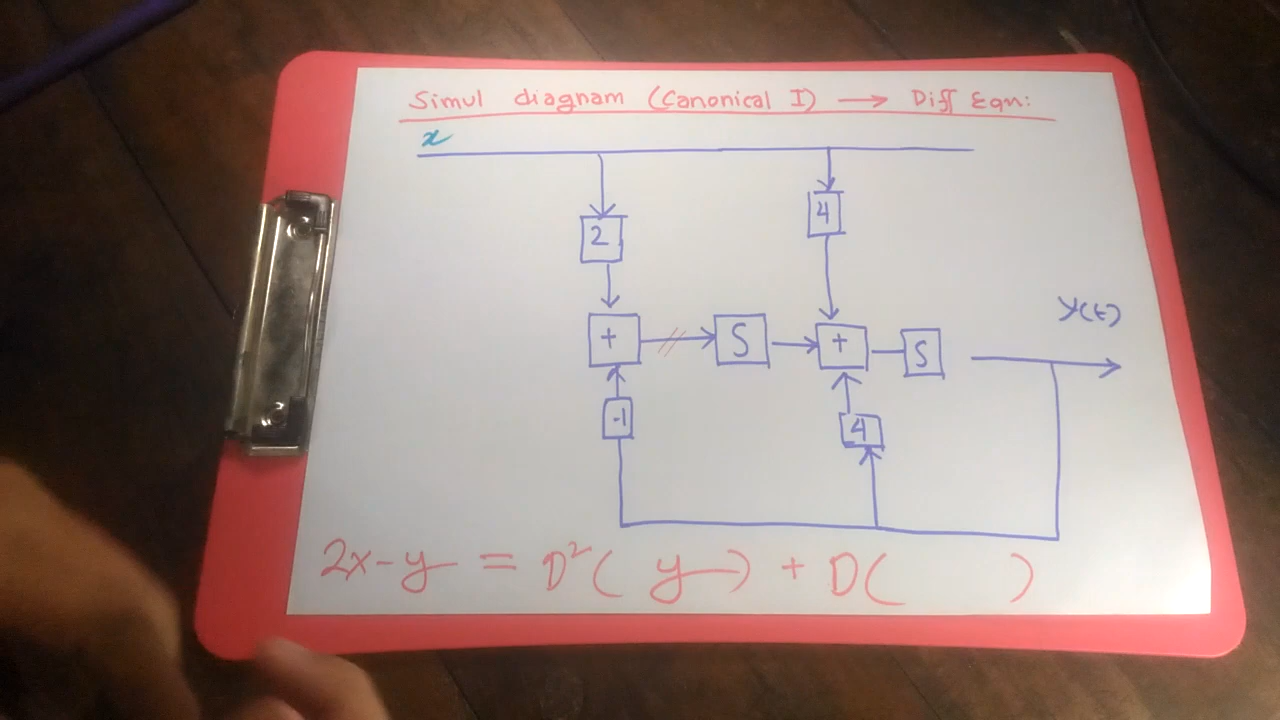 Simul diagram (Canonical I) → Diff Eqn:
x
2
4
+
S
+
S
y(t)
-1
4
2x-y = D²( y ) + D( )